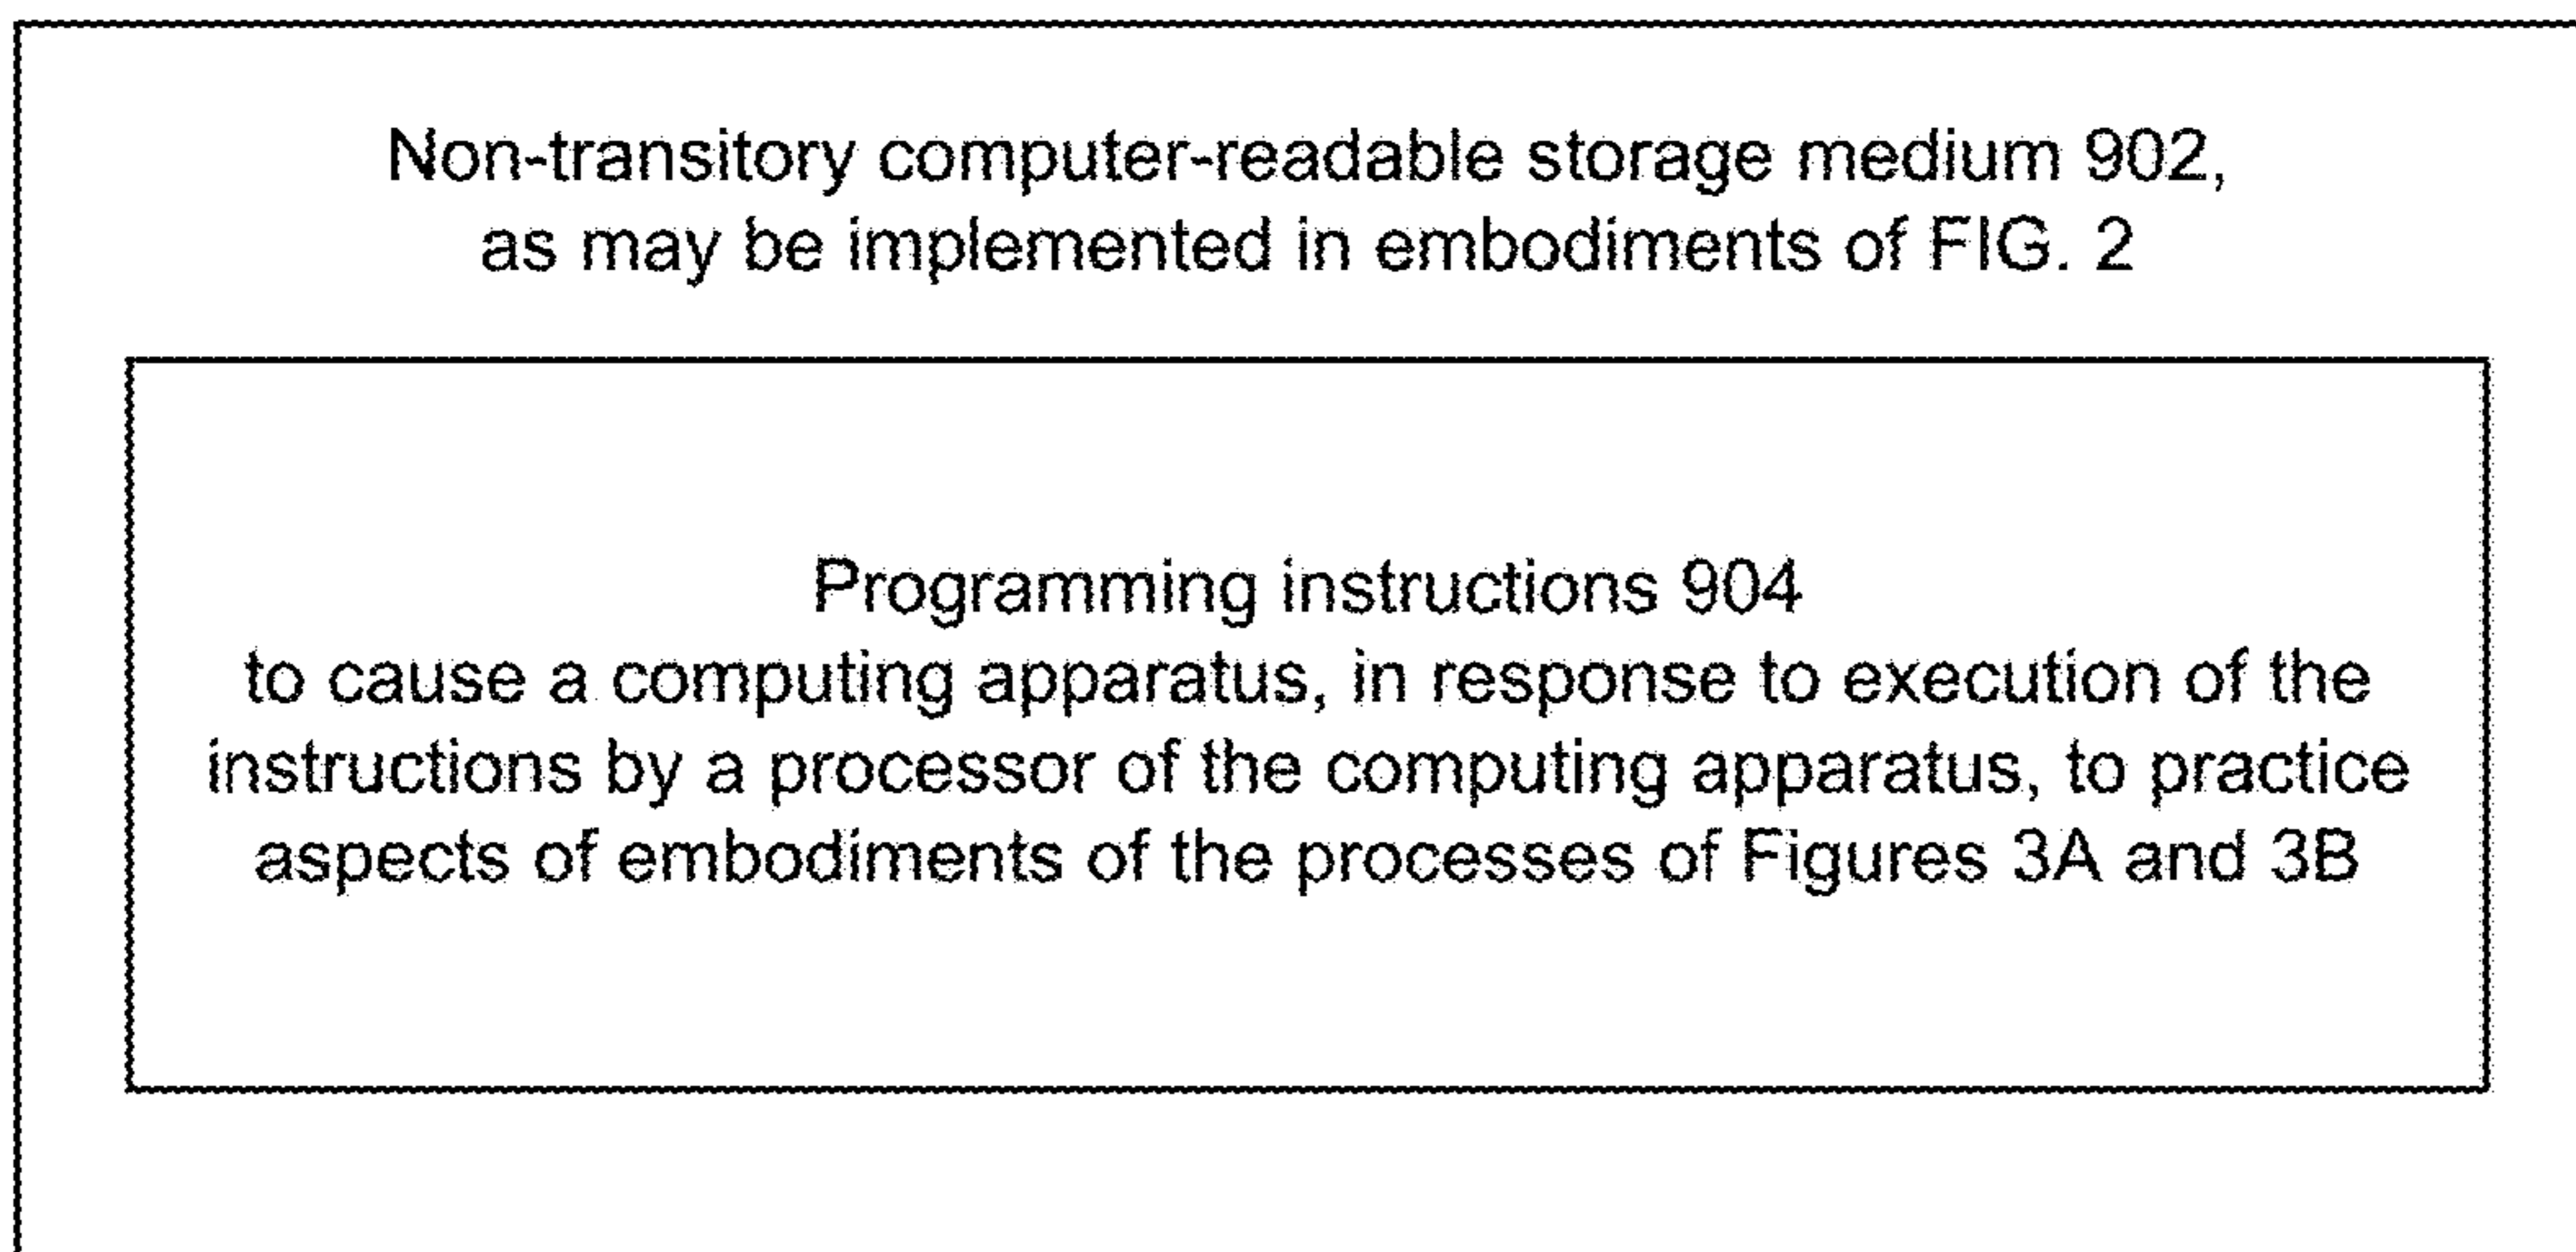 Non-transitory computer-readable storage medium 902,
as may be implemented in embodiments of FIG. 2
Programming instructions 904
to cause a computing apparatus, in response to execution of the
instructions by a processor of the computing apparatus, to practice
aspects of embodiments of the processes of Figures 3A and 3B